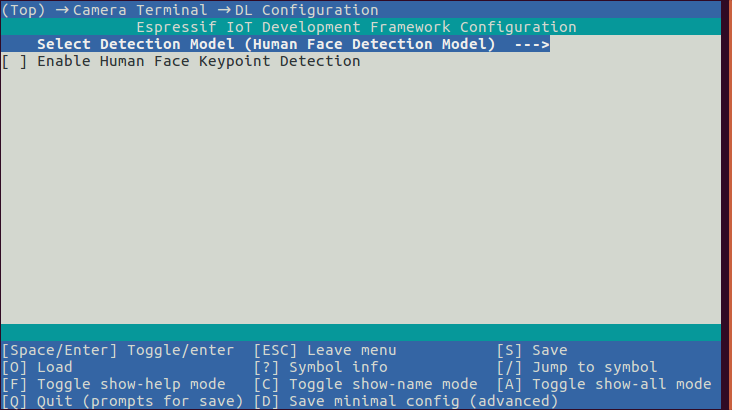 (Top) → Camera Terminal → DL Configuration
Espressif IoT Development Framework Configuration
Select Detection Model (Human Face Detection Model)  --->
[ ] Enable Human Face Keypoint Detection
[Space/Enter] Toggle/enter  [ESC] Leave menu  [S] Save
[O] Load  [?] Symbol info  [/] Jump to symbol
[F] Toggle show-help mode  [C] Toggle show-name mode  [A] Toggle show-all mode
[Q] Quit (prompts for save)  [D] Save minimal config (advanced)